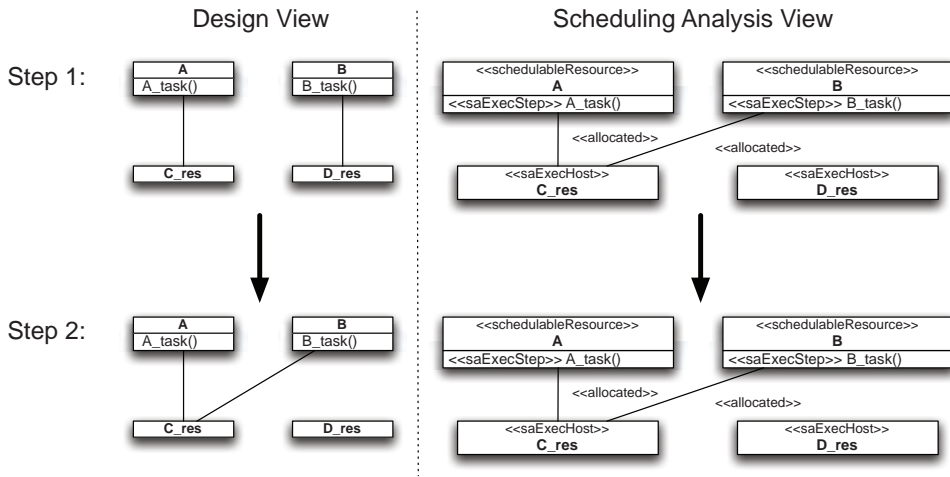 Design View
Scheduling Analysis View
Step 1:
A
A_task()
B
B_task()
C_res
D_res
<<schedulableResource>>
A
<<saExecStep>> A_task()
<<schedulableResource>>
B
<<saExecStep>> B_task()
<<allocated>>
<<allocated>>
<<saExecHost>>
C_res
<<saExecHost>>
D_res
Step 2:
A
A_task()
B
B_task()
C_res
D_res
<<schedulableResource>>
A
<<saExecStep>> A_task()
<<schedulableResource>>
B
<<saExecStep>> B_task()
<<allocated>>
<<allocated>>
<<saExecHost>>
C_res
<<saExecHost>>
D_res